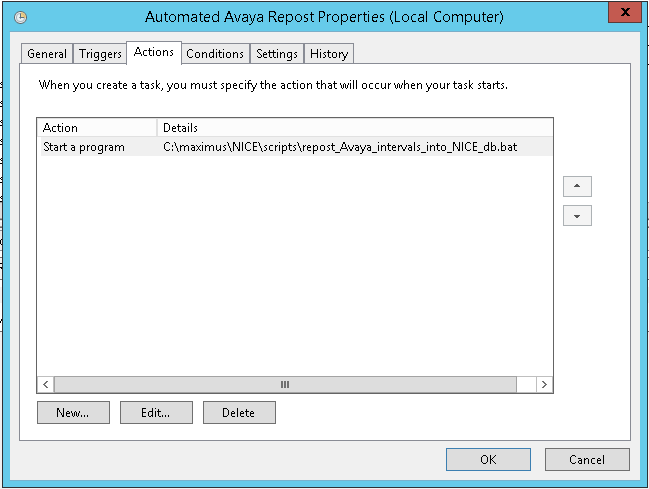 Automated Avaya Repost Properties (Local Computer)
x
General Triggers Actions Conditions Settings History
When you create a task, you must specify the action that will occur when your task starts.
Action Details
Start a program C:\maximus\NICE\scripts\repost_Avaya_intervals_into_NICE_db.bat
New... Edit... Delete
OK Cancel